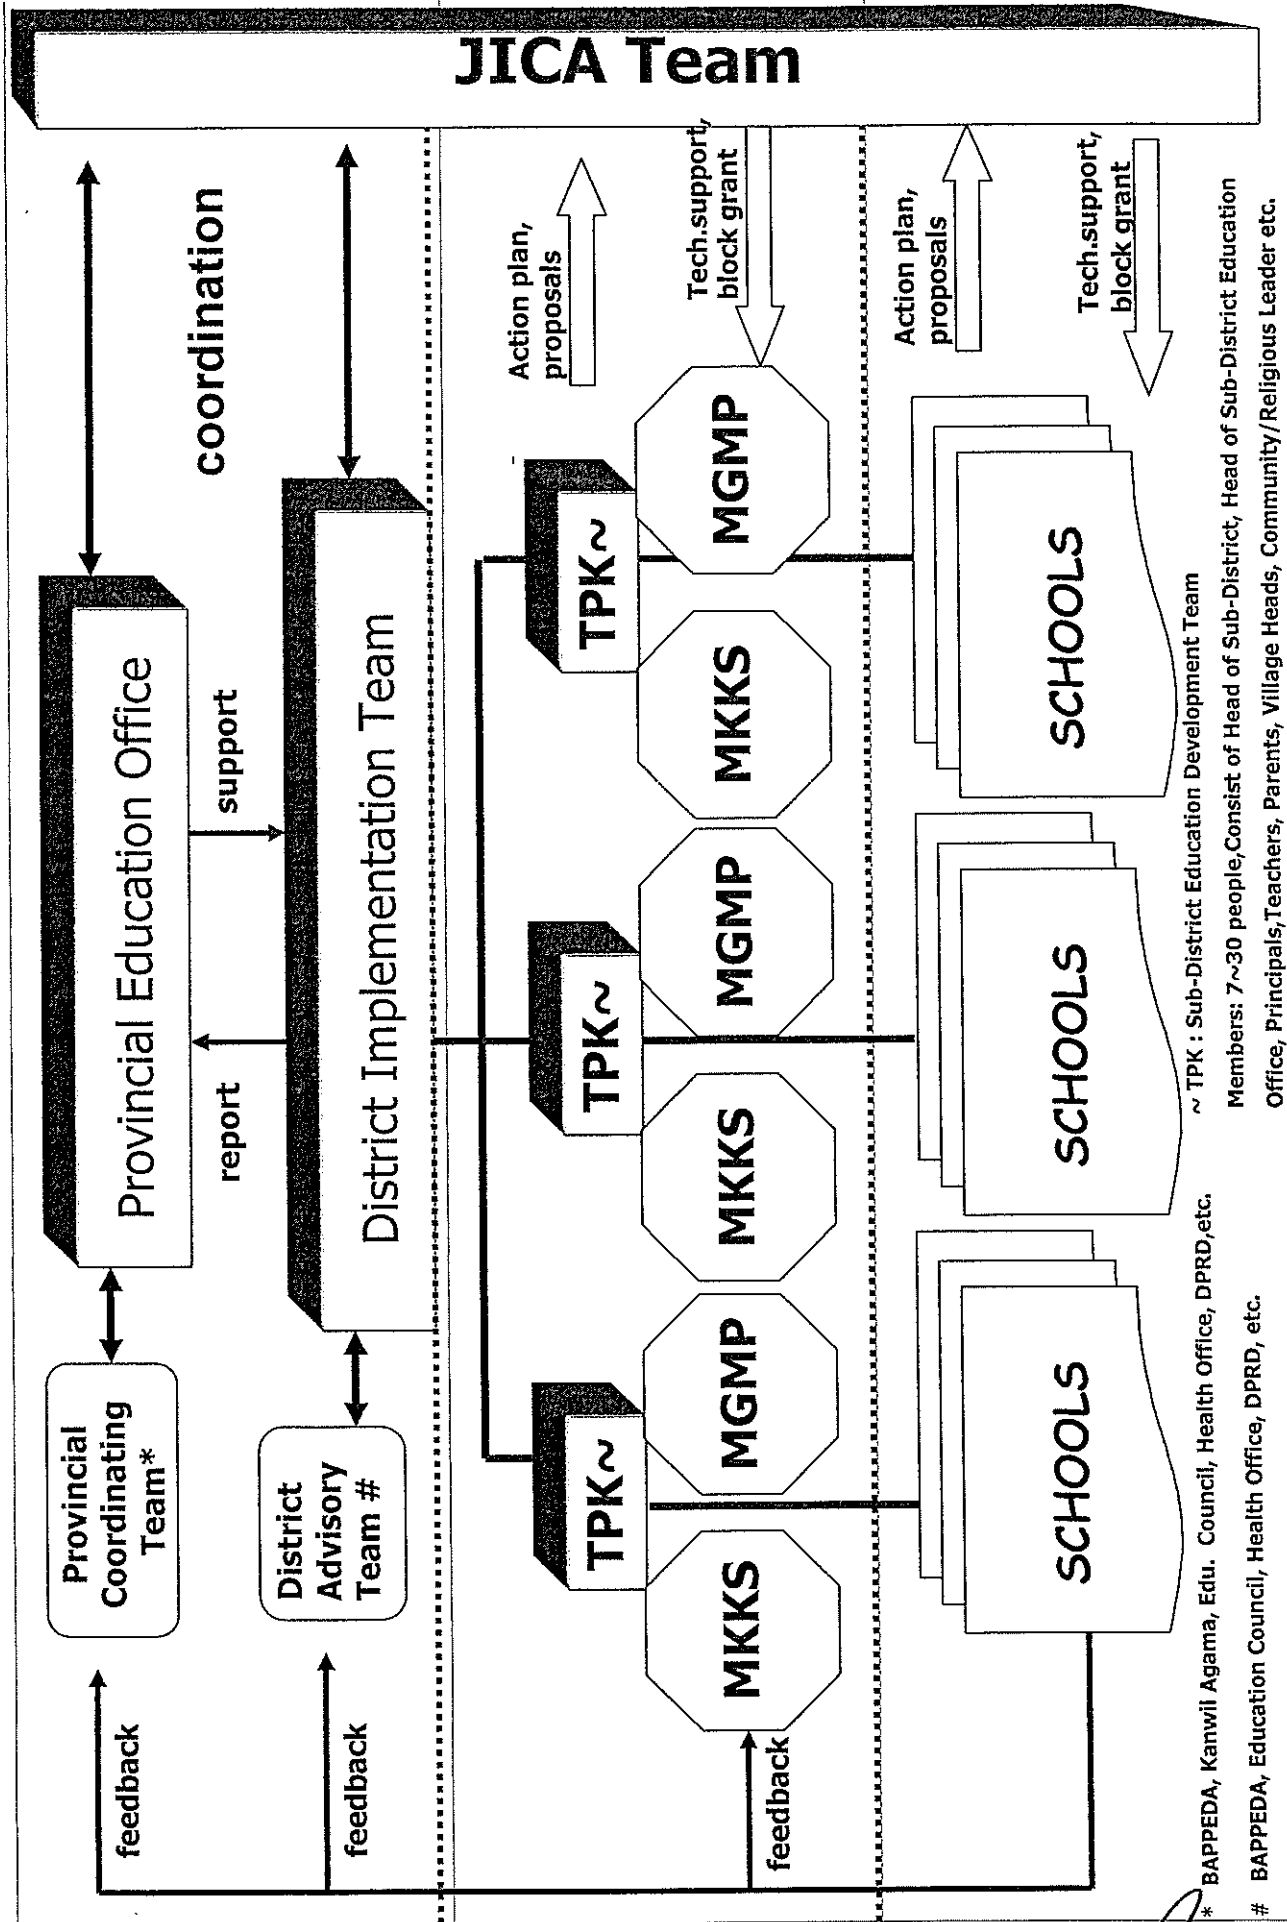 JICA Team
coordination
Provincial
Coordinating
Team*
Provincial Education Office
report
support
District
Advisory
Team #
District Implementation Team
feedback
feedback
feedback
TPK~
TPK~
TPK~
MKKS
MGMP
MKKS
MGMP
MKKS
MGMP
Action plan,
proposals
Tech.support,
block grant
SCHOOLS
SCHOOLS
SCHOOLS
Action plan,
proposals
Tech.support,
block grant
* BAPPEDA, Kanwil Agama, Edu. Council, Health Office, DPRD,etc.
# BAPPEDA, Education Council, Health Office, DPRD, etc.
~ TPK : Sub-District Education Development Team
Members: 7~30 people,Consist of Head of Sub-District, Head of Sub-District Education
Office, Principals,Teachers, Parents, Village Heads, Community/Religious Leader etc.